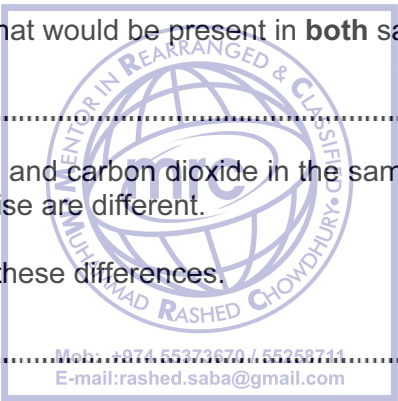 hat would be present in both sa
REARRANGED & CLASSIFIED
MENTOR IN
mrc
and carbon dioxide in the sam
ise are different.
these differences.
MUHAMMAD RASHED CHOWDHURY
Mob: +974 55373670 / 55258711
E-mail:rashed.saba@gmail.com